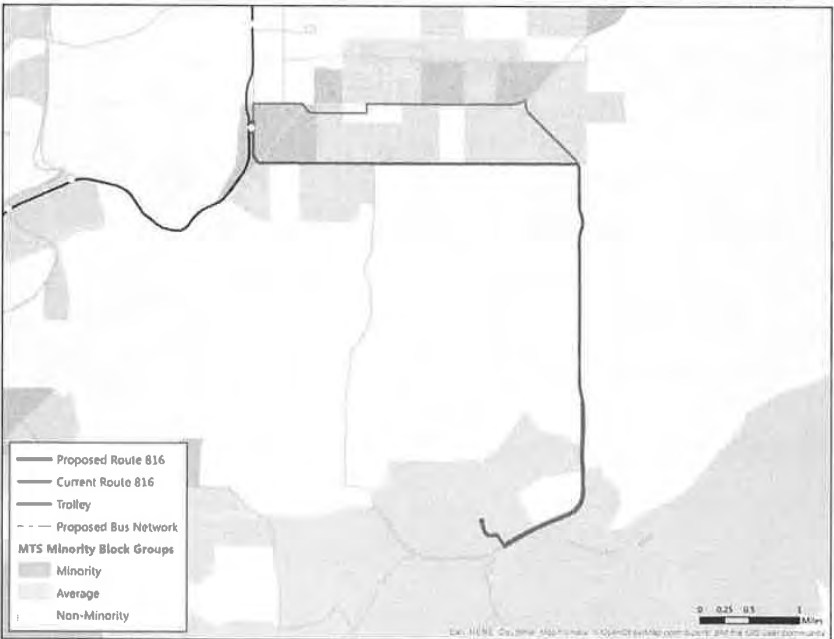 Proposed Route 816
Current Route 816
Trolley
Proposed Bus Network
MTS Minority Block Groups
Minority
Average
Non-Minority
0 0.25 0.5 1
Miles